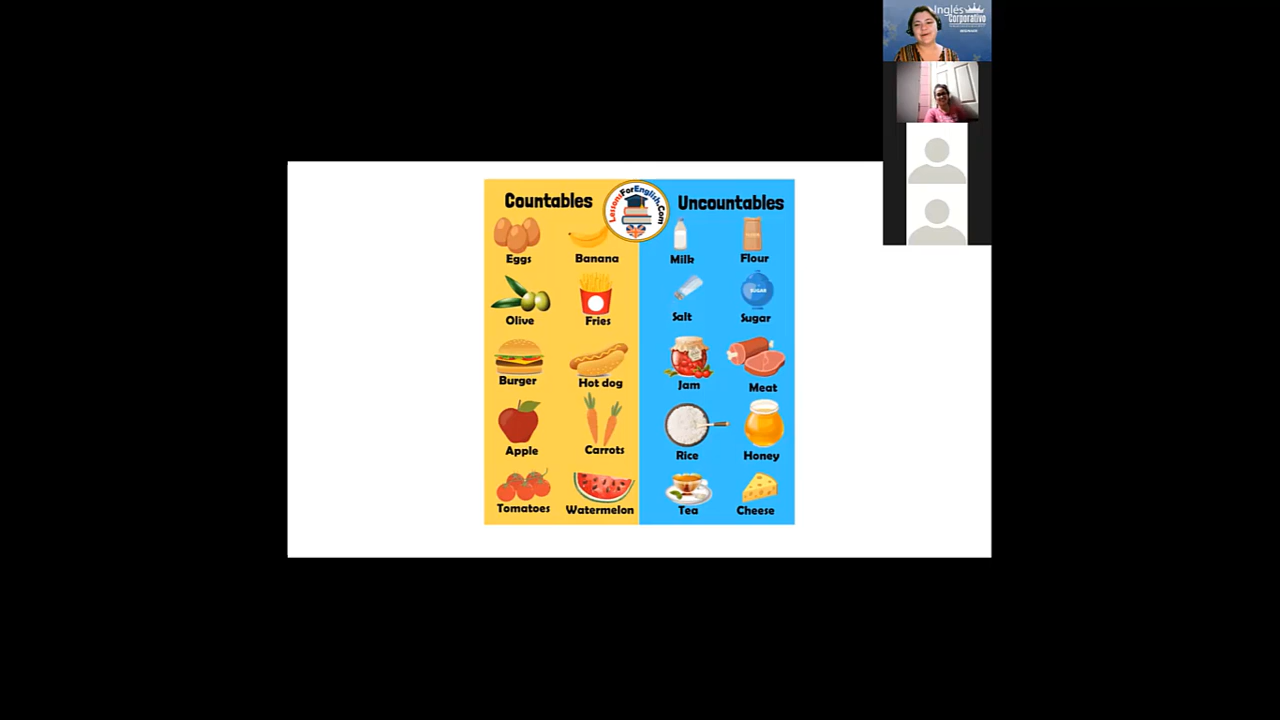 Inglés
Corporativo
Countables
LessonsForEnglish.Com
Uncountables
Eggs
Banana
Milk
Flour
Olive
Fries
Salt
SUGAR
Sugar
Burger
Hot dog
Jam
Meat
Apple
Carrots
Rice
Honey
Tomatoes
Watermelon
Tea
Cheese